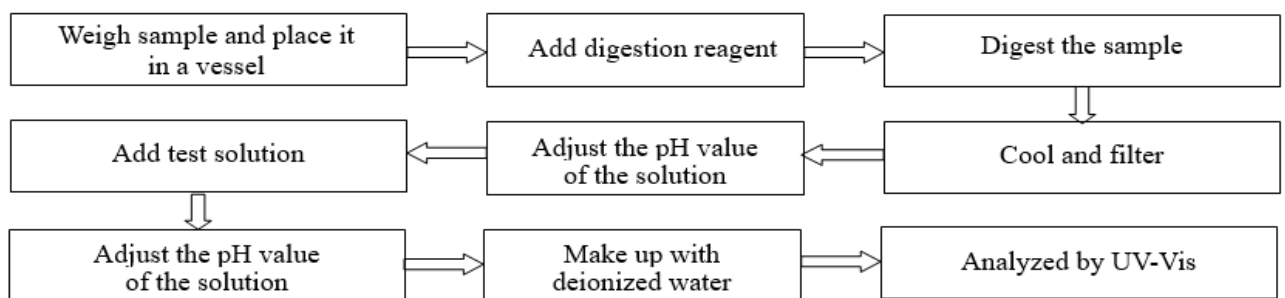 Weigh sample and place it
in a vessel
Add digestion reagent
Digest the sample
Cool and filter
Adjust the pH value
of the solution
Add test solution
Adjust the pH value
of the solution
Make up with
deionized water
Analyzed by UV-Vis